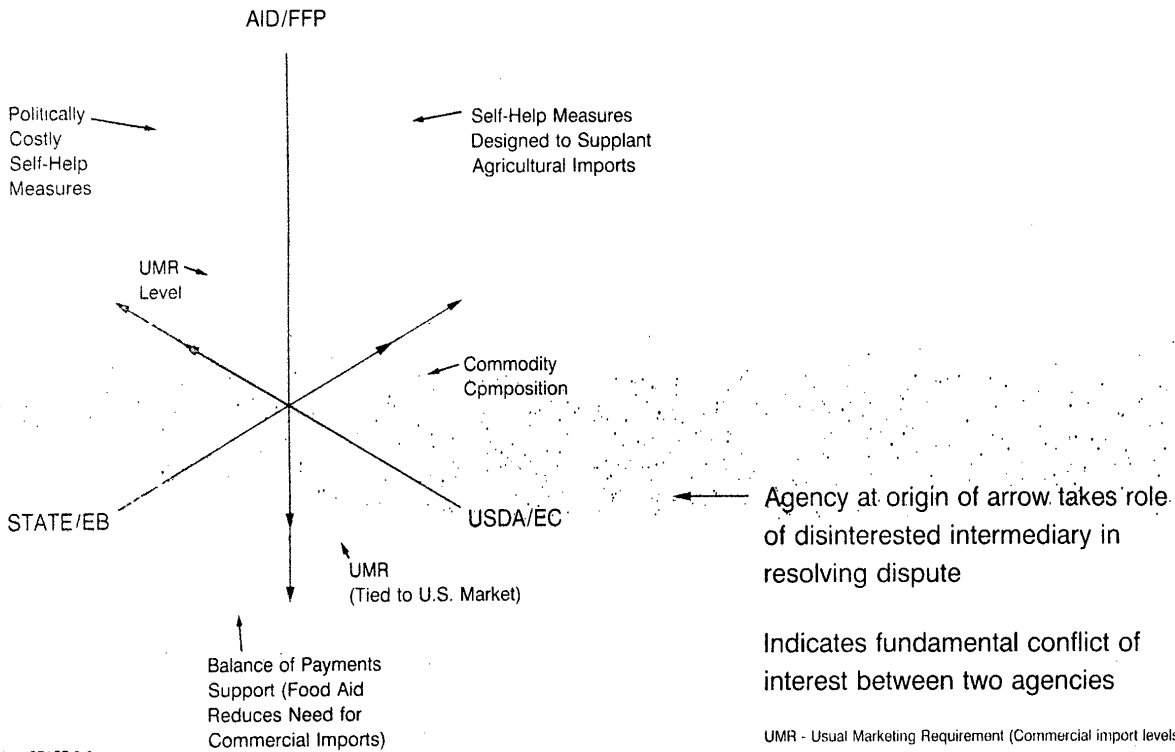 AID/FFP
Politically
Costly
Self-Help
Measures
Self-Help Measures
Designed to Supplant
Agricultural Imports
UMR
Level
Commodity
Cpmposition
STATE/EB
USDA/EC
UMR
(Tied to U.S. Market)
Balance of Payments
Support (Food Aid
Reduces Need for
Commercial Imports)
Agency at origin of arrow takes role
of disinterested intermediary in
resolving dispute
Indicates fundamental conflict of
interest between two agencies
UMR - Usual Marketing Requirement (Commercial import levels